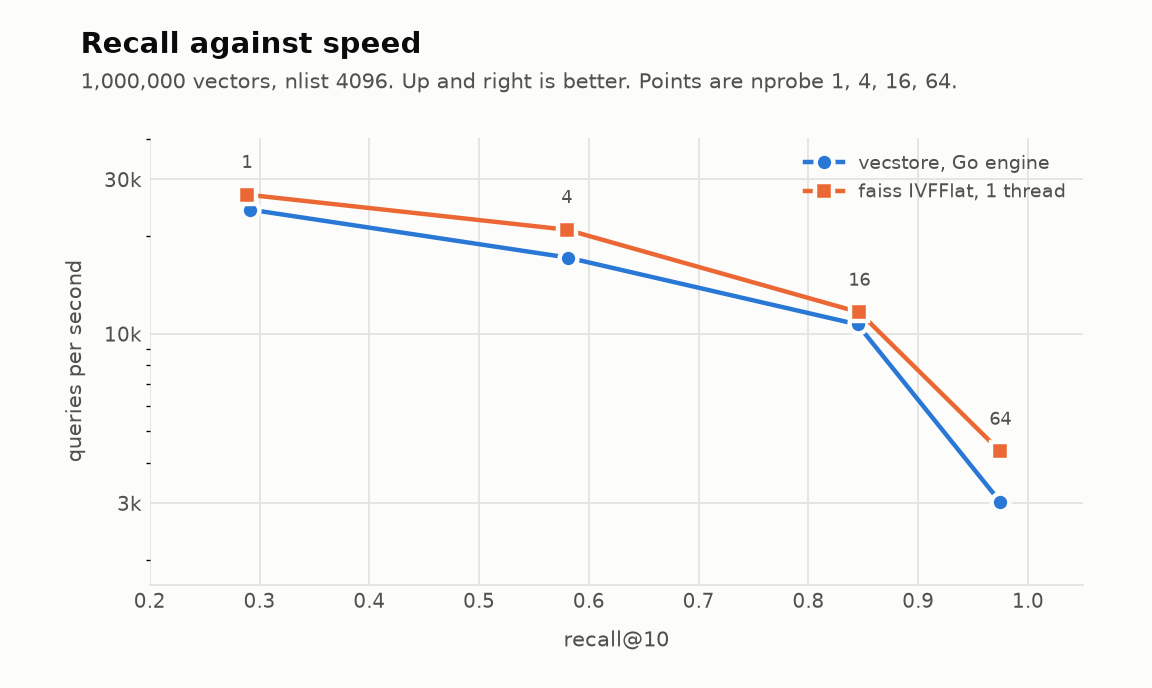 Recall against speed
1,000,000 vectors, nlist 4096. Up and right is better. Points are nprobe 1, 4, 16, 64.
vecstore, Go engine
faiss IVFFlat, 1 thread
1
4
16
64
30k
10k
3k
queries per second
0.2 0.3 0.4 0.5 0.6 0.7 0.8 0.9 1.0
recall@10